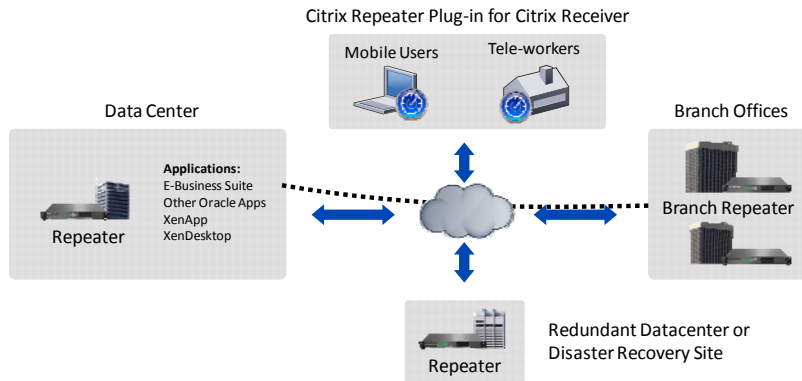 Citrix Repeater Plug-in for Citrix Receiver
Mobile Users
Tele-workers
Data Center
Applications:
E-Business Suite
Other Oracle Apps
XenApp
XenDesktop
Repeater
Branch Offices
Branch Repeater
Repeater
Redundant Datacenter or
Disaster Recovery Site